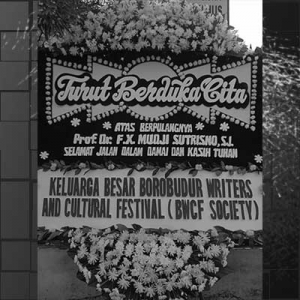 Turut Berduka Cita
ATAS BERPULANGNYA
Prof. Dr. F.X. MUDJI SUTRISNO, S.J.
SELAMAT JALAN DALAM DAMAI DAN KASIH TUHAN
KELUARGA BESAR BOROBUDUR WRITERS
AND CULTURAL FESTIVAL (BWCF SOCIETY)